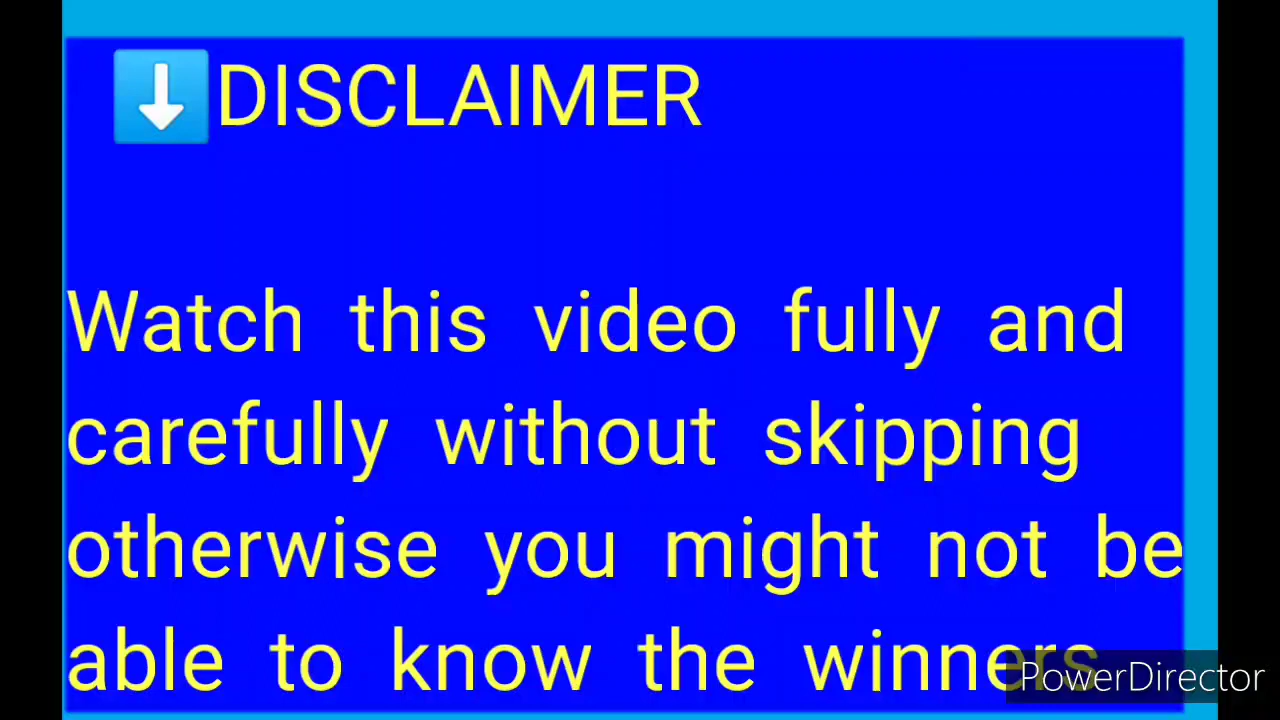 ⬇️DISCLAIMER
Watch this video fully and
carefully without skipping
otherwise you might not be
able to know the winners
PowerDirector